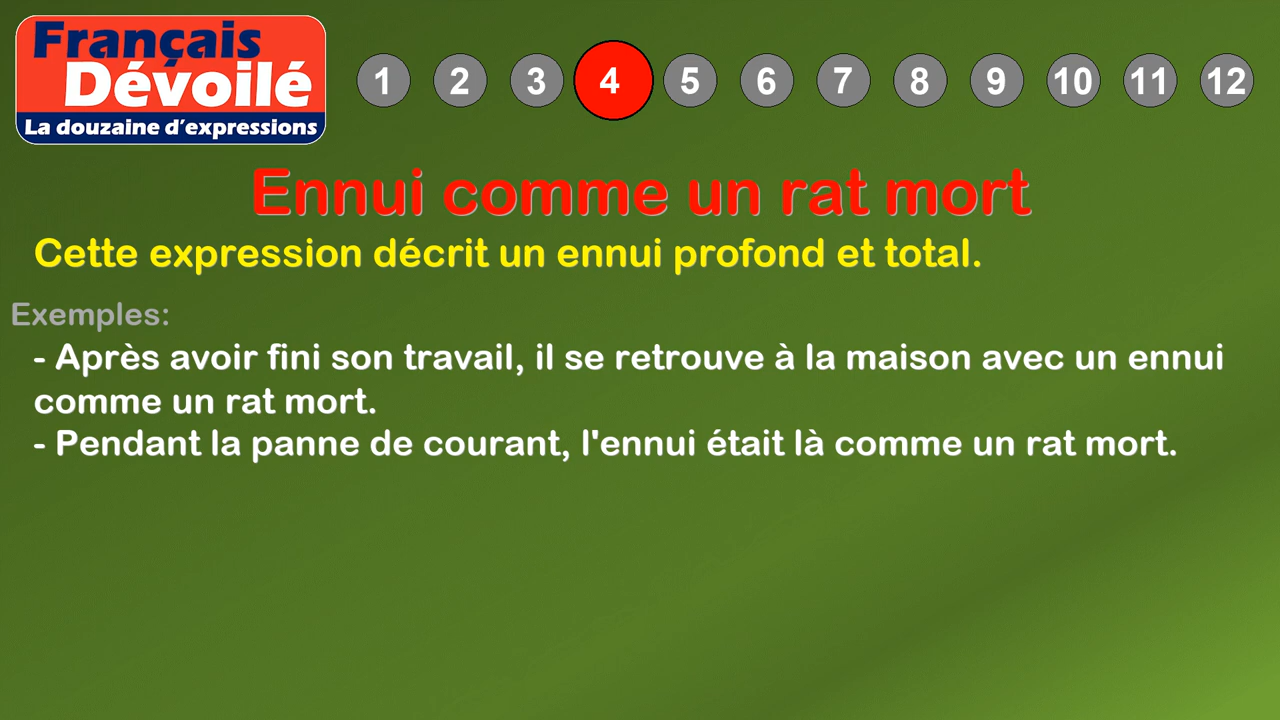 Français
Dévoilé
La douzaine d'expressions
1 2 3 4 5 6 7 8 9 10 11 12
Ennui comme un rat mort
Cette expression décrit un ennui profond et total.
Exemples:
- Après avoir fini son travail, il se retrouve à la maison avec un ennui
comme un rat mort.
- Pendant la panne de courant, l'ennui était là comme un rat mort.